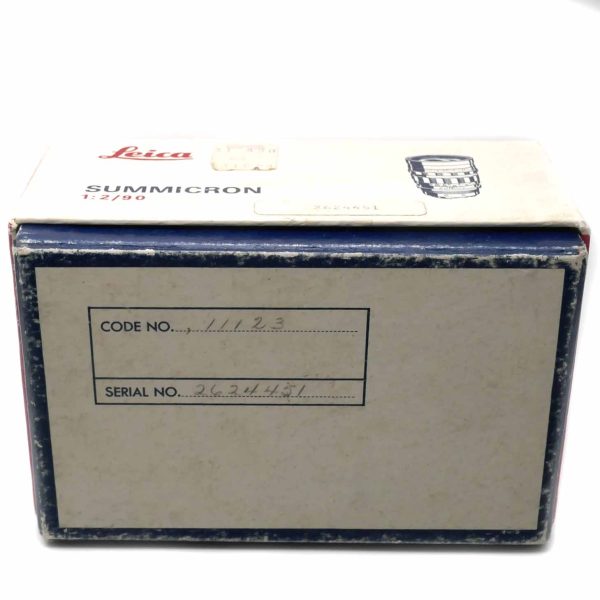 Leica
SUMMICRON
1:2/90
2624451
CODE NO. 11123
SERIAL NO. 2624451